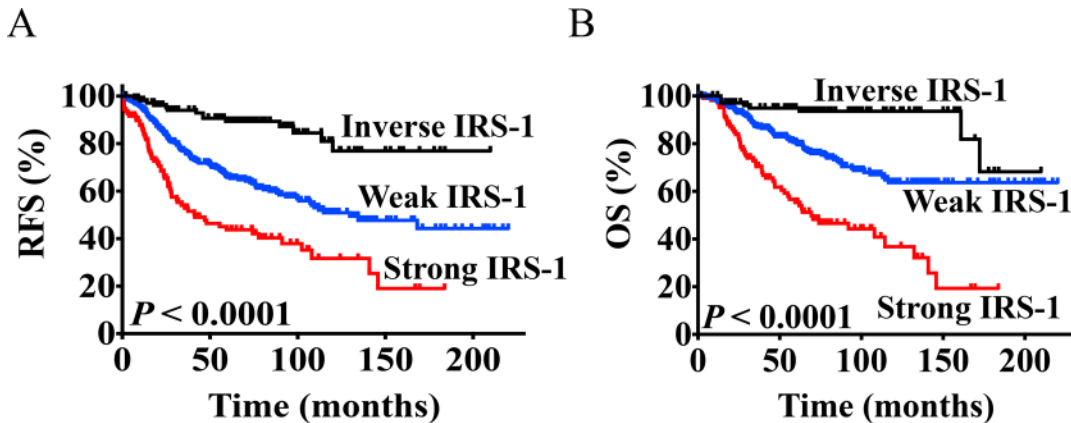 A
RFS (%)
100
80
60
40
20
0
Inverse IRS-1
Weak IRS-1
Strong IRS-1
P < 0.0001
0 50 100 150 200
Time (months)
B
OS (%)
100
80
60
40
20
0
Inverse IRS-1
Weak IRS-1
Strong IRS-1
P < 0.0001
0 50 100 150 200
Time (months)